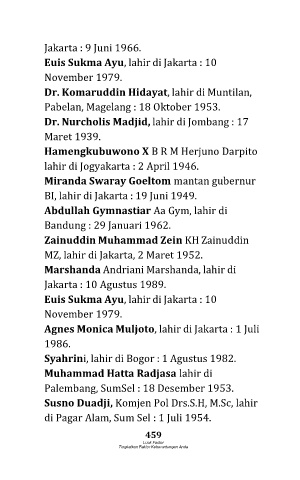 Jakarta : 9 Juni 1966.
Euis Sukma Ayu, lahir di Jakarta : 10
November 1979.
Dr. Komaruddin Hidayat, lahir di Muntilan,
Pabelan, Magelang : 18 Oktober 1953.
Dr. Nurcholis Madjid, lahir di Jombang : 17
Maret 1939.
Hamengkubuwono X B R M Herjuno Darpito
lahir di Jogyakarta : 2 April 1946.
Miranda Swaray Goeltom mantan gubernur
BI, lahir di Jakarta : 19 Juni 1949.
Abdullah Gymnastiar Aa Gym, lahir di
Bandung : 29 Januari 1962.
Zainuddin Muhammad Zein KH Zainuddin
MZ, lahir di Jakarta, 2 Maret 1952.
Marshanda Andriani Marshanda, lahir di
Jakarta : 10 Agustus 1989.
Euis Sukma Ayu, lahir di Jakarta : 10
November 1979.
Agnes Monica Muljoto, lahir di Jakarta : 1 Juli
1986.
Syahrini, lahir di Bogor : 1 Agustus 1982.
Muhammad Hatta Radjasa lahir di
Palembang, SumSel : 18 Desember 1953.
Susno Duadji, Komjen Pol Drs.S.H, M.Sc, lahir
di Pagar Alam, Sum Sel : 1 Juli 1954.
459
Tingkatkan Faktor Keberuntungan Anda